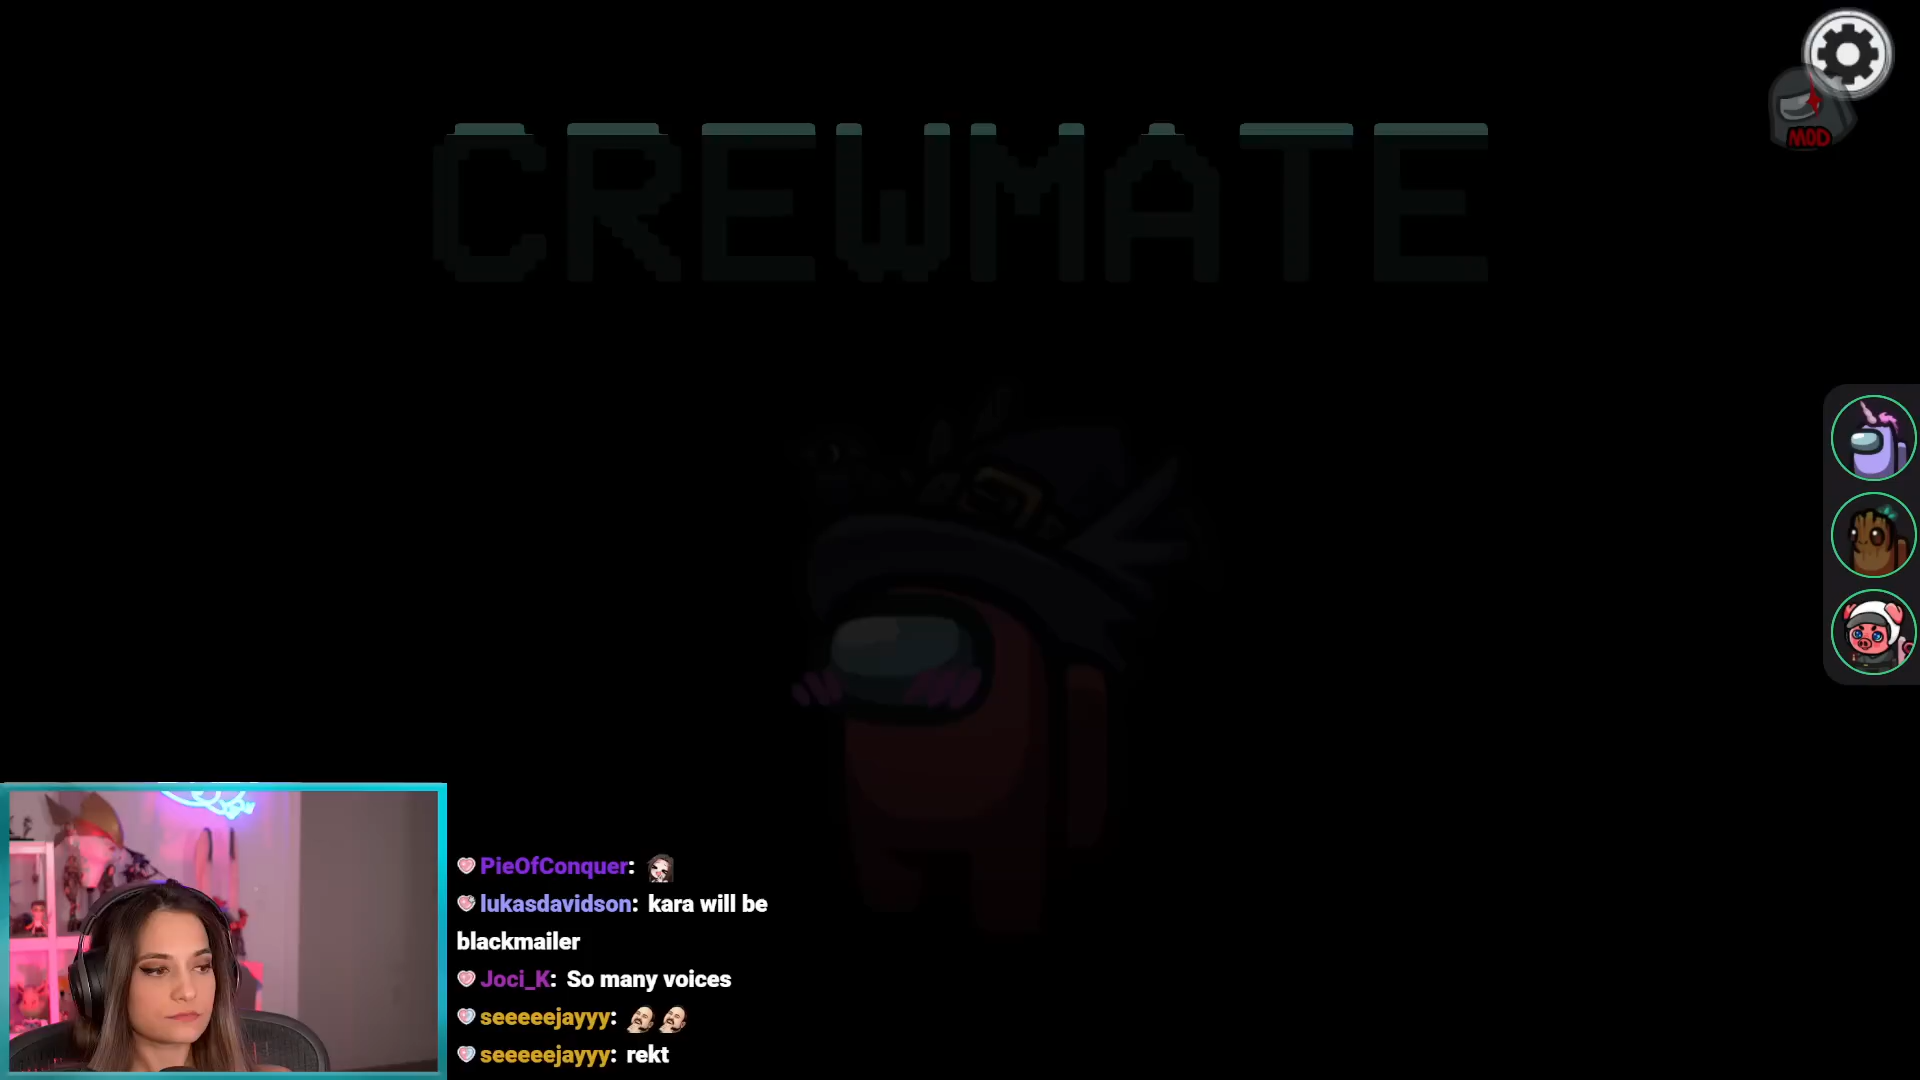 CREWMATE
MOD
PieOfConquer:
lukasdavidson: kara will be
blackmailer
Joci_K: So many voices
seeeeejayyy:
seeeeejayyy: rekt